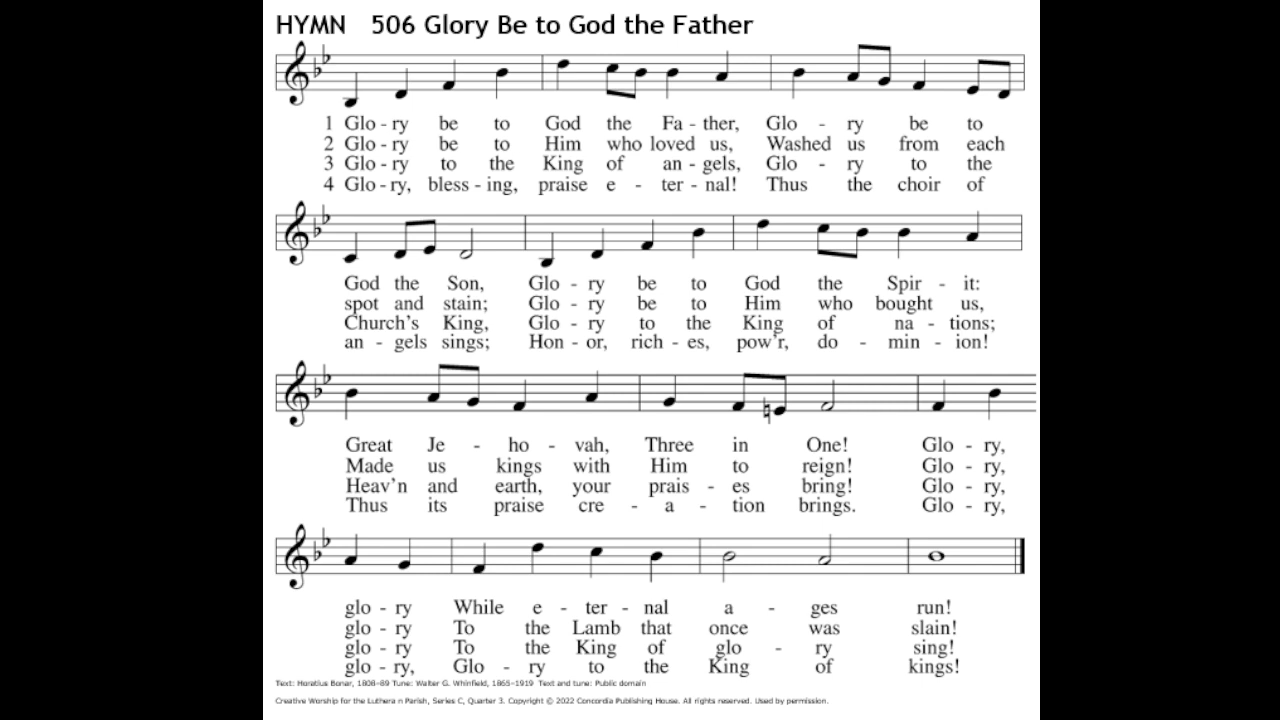 HYMN 506 Glory Be to God the Father
1 Glo - ry be to God the Fa - ther, Glo - ry be to
2 Glo - ry be to Him who loved us, Washed us from each
3 Glo - ry to the King of an - gels, Glo - ry to the
4 Glo - ry, bless - ing, praise e - ter - nal! Thus the choir of
God the Son, Glo - ry be to God the Spir - it:
spot and stain; Glo - ry be to Him who bought us,
Church's King, Glo - ry to the King of na - tions;
an - gels sings; Hon - or, rich - es, pow'r, do - min - ion!
Great Je - ho - vah, Three in One! Glo - ry,
Made us kings with Him to reign! Glo - ry,
Heav'n and earth, your prais - es bring! Glo - ry,
Thus its praise cre - a - tion brings. Glo - ry,
glo - ry While e - ter - nal a - ges run!
glo - ry To the Lamb that once was slain!
glo - ry To the King of glo - ry sing!
glo - ry, Glo - ry to the King of kings!
Text: Horatius Bonar, 1808–89 Tune: Walter G. Whinfield, 1865–1919 Text and tune: Public domain
Creative Worship for the Luthera n Parish, Series C, Quarter 3. Copyright © 2022 Concordia Publishing House. All rights reserved. Used by permission.